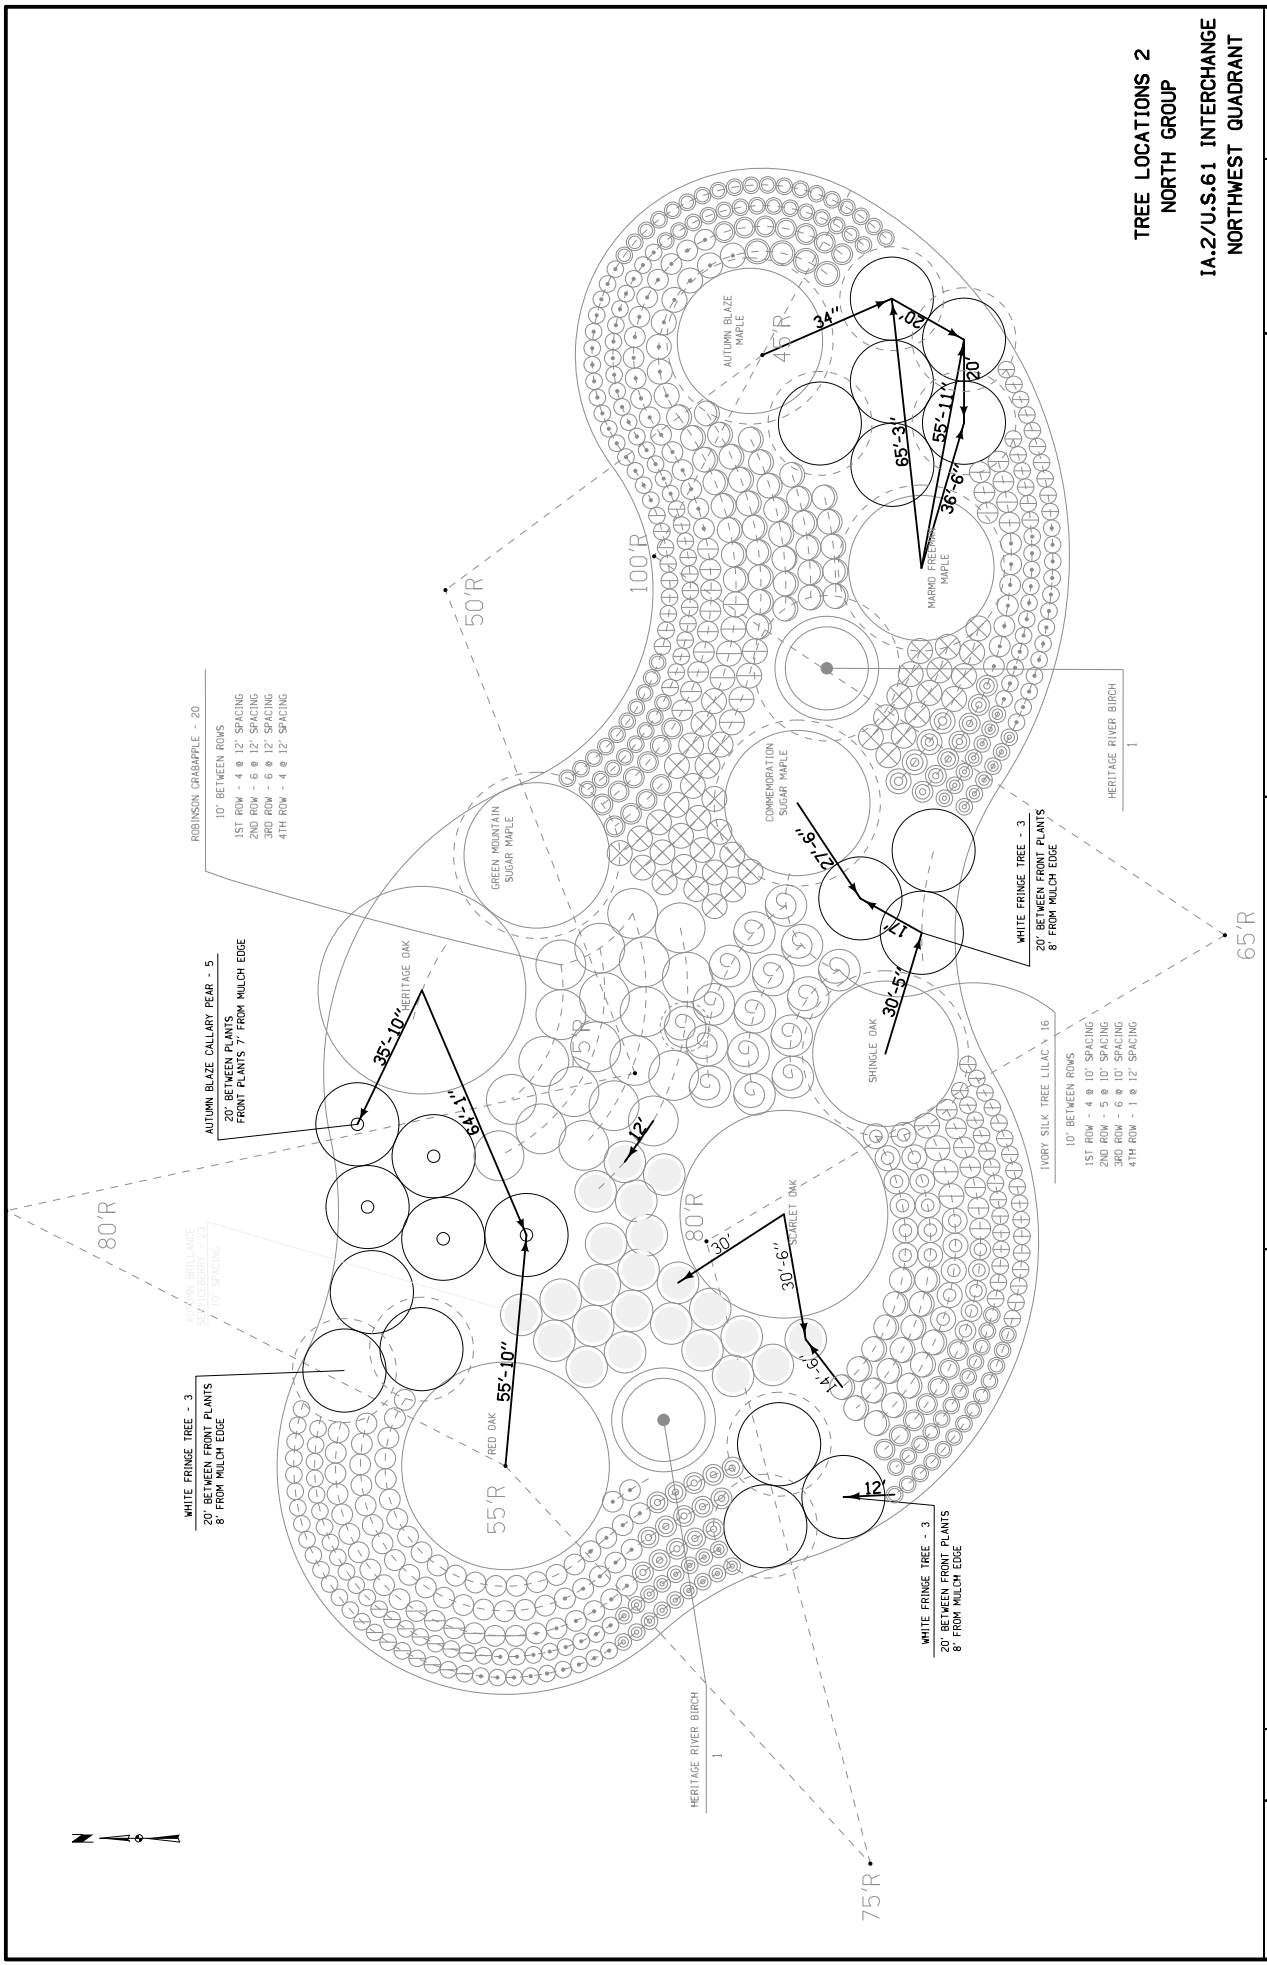 TREE LOCATIONS 2
NORTH GROUP
IA.2/U.S.61 INTERCHANGE
NORTHWEST QUADRANT
N
80'R
WHITE FRINGE TREE - 3
20' BETWEEN FRONT PLANTS
8' FROM MULCH EDGE
AUTUMN BRILLANCE
SERVICEBERRY - 23
10' SPACING
AUTUMN BLAZE CALLARY PEAR - 5
20' BETWEEN PLANTS
FRONT PLANTS 7' FROM MULCH EDGE
ROBINSON CRABAPPLE - 20
10' BETWEEN ROWS
1ST ROW - 4 @ 12' SPACING
2ND ROW - 6 @ 12' SPACING
3RD ROW - 6 @ 12' SPACING
4TH ROW - 4 @ 12' SPACING
35'-10"
HERITAGE OAK
64'-1"
GREEN MOUNTAIN
SUGAR MAPLE
50'R
100'R
55'-10"
RED OAK
55'R
75'R
12'
80'R
30'
SCARLET OAK
30'-6"
14'-6"
AUTUMN BLAZE
MAPLE
45'R
34"
20'
20'
65'-3"
55'-11"
36'-6"
MARMO FREEMAN
MAPLE
COMMEMORATION
SUGAR MAPLE
27'-6"
17'
30'-5"
SHINGLE OAK
12'
WHITE FRINGE TREE - 3
20' BETWEEN FRONT PLANTS
8' FROM MULCH EDGE
HERITAGE RIVER BIRCH
1
WHITE FRINGE TREE - 3
20' BETWEEN FRONT PLANTS
8' FROM MULCH EDGE
IVORY SILK TREE LILAC - 16
10' BETWEEN ROWS
1ST ROW - 4 @ 10' SPACING
2ND ROW - 5 @ 10' SPACING
3RD ROW - 6 @ 10' SPACING
4TH ROW - 1 @ 12' SPACING
HERITAGE RIVER BIRCH
1
75'R
65'R